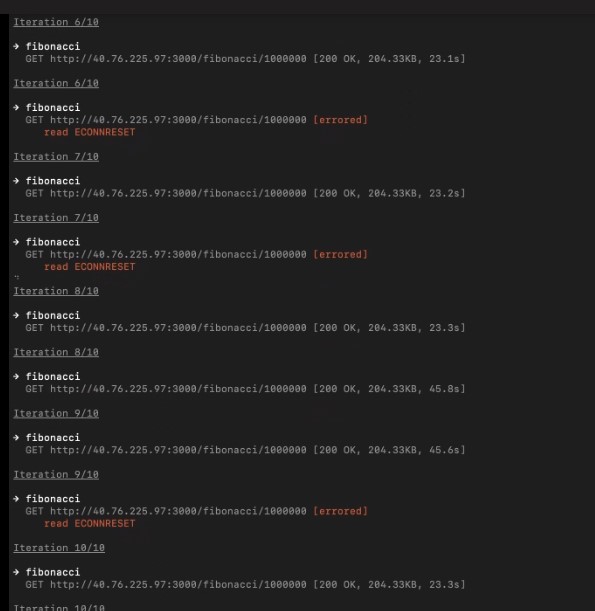 Iteration 6/10
→ fibonacci
GET http://40.76.225.97:3000/fibonacci/1000000 [200 OK, 204.33KB, 23.1s]
Iteration 6/10
→ fibonacci
GET http://40.76.225.97:3000/fibonacci/1000000 [errored]
read ECONNRESET
Iteration 7/10
→ fibonacci
GET http://40.76.225.97:3000/fibonacci/1000000 [200 OK, 204.33KB, 23.2s]
Iteration 7/10
→ fibonacci
GET http://40.76.225.97:3000/fibonacci/1000000 [errored]
read ECONNRESET
Iteration 8/10
→ fibonacci
GET http://40.76.225.97:3000/fibonacci/1000000 [200 OK, 204.33KB, 23.3s]
Iteration 8/10
→ fibonacci
GET http://40.76.225.97:3000/fibonacci/1000000 [200 OK, 204.33KB, 45.8s]
Iteration 9/10
→ fibonacci
GET http://40.76.225.97:3000/fibonacci/1000000 [200 OK, 204.33KB, 45.6s]
Iteration 9/10
→ fibonacci
GET http://40.76.225.97:3000/fibonacci/1000000 [errored]
read ECONNRESET
Iteration 10/10
→ fibonacci
GET http://40.76.225.97:3000/fibonacci/1000000 [200 OK, 204.33KB, 23.3s]
Iteration 10/10